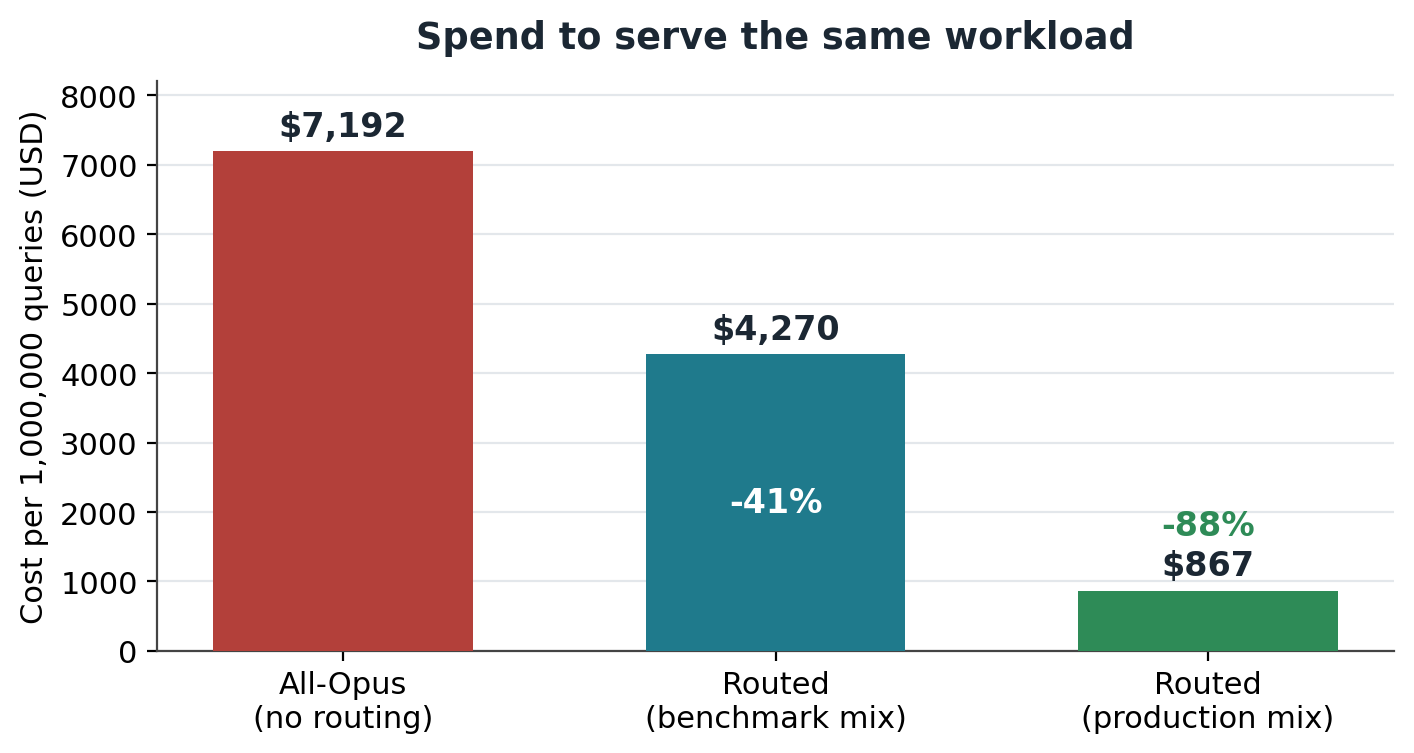 Spend to serve the same workload
Cost per 1,000,000 queries (USD)
8000
7000
6000
5000
4000
3000
2000
1000
0
$7,192
$4,270
-41%
-88%
$867
All-Opus
(no routing)
Routed
(benchmark mix)
Routed
(production mix)